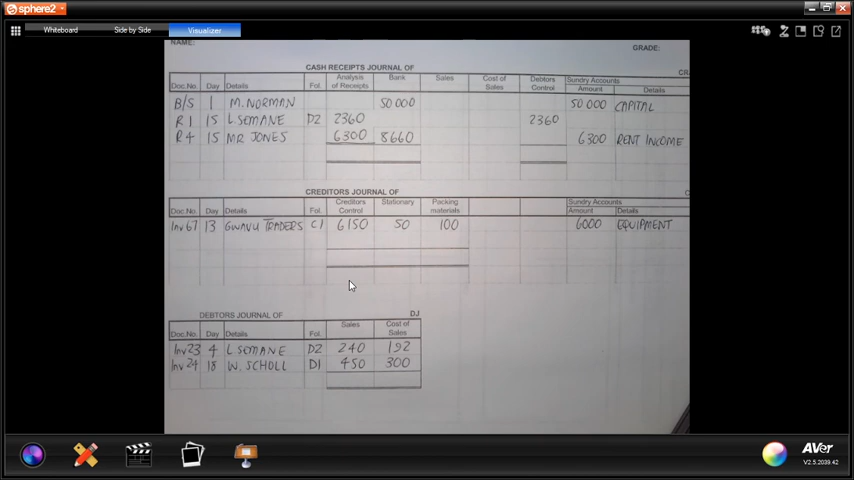 sphere2
Whiteboard Side by Side Visualizer
NAME: GRADE:
CASH RECEIPTS JOURNAL OF
Doc.No. Day Details Fol. Analysis of Receipts Bank Sales Cost of Sales Debtors Control Sundry Accounts Amount Details
B/S 1 M. NORMAN 50 000 50 000 CAPITAL
R 1 15 L SEMANE D2 2360 2360
R 4 15 MR JONES 6300 8660 6300 RENT INCOME
CREDITORS JOURNAL OF
Doc.No. Day Details Fol. Creditors Control Stationary Packing materials Sundry Accounts Amount Details
Inv 67 13 GWAVU TRADERS C1 6150 50 100 6000 EQUIPMENT
DEBTORS JOURNAL OF DJ
Doc.No. Day Details Fol. Sales Cost of Sales
Inv 23 4 L SEMANE D2 240 192
Inv 24 18 W. SCHOLL D1 450 300
AVer
V2.5.2039.42